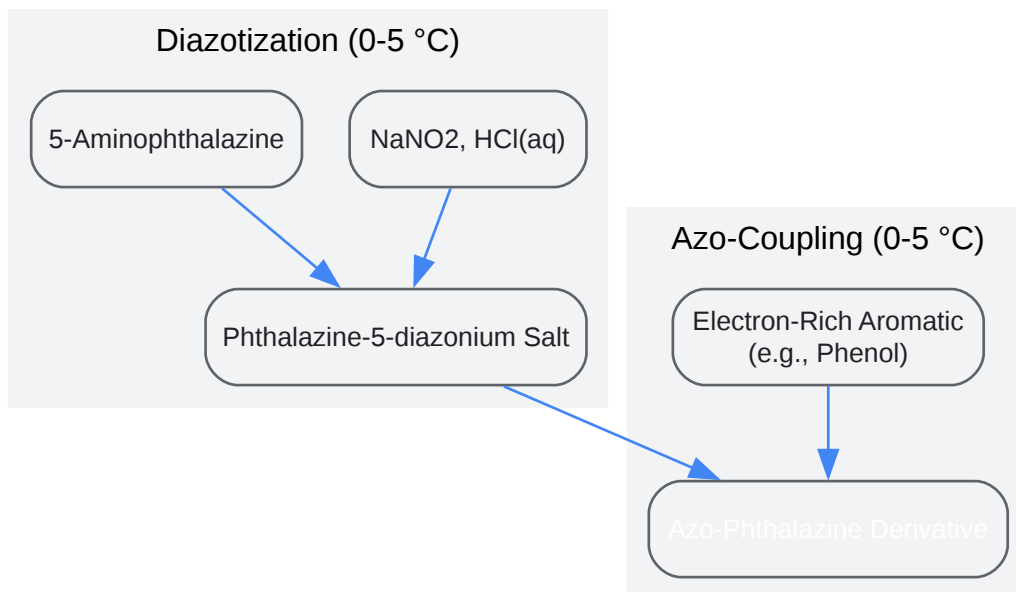 Diazotization (0-5 °C)
5-Aminophthalazine
NaNO2, HCl(aq)
Phthalazine-5-diazonium Salt
Azo-Coupling (0-5 °C)
Electron-Rich Aromatic
(e.g., Phenol)
Azo-Phthalazine Derivative